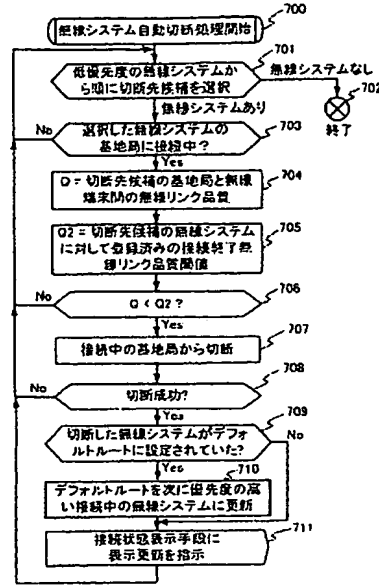 700
無線システム自動切断処理開始
701
低優先度の無線システムか
ら順に切断先候補を選択
無線システムなし
702
終了
無線システムあり
No
703
選択した無線システムの
基地局に接続中？
Yes
704
Q＝切断先候補の基地局と無線
端末間の無線リンク品質
705
Q2＝切断先候補の無線システム
に対して登録済みの接続終了無
線リンク品質閾値
706
No
Q < Q2 ?
Yes
707
接続中の基地局から切断
708
No
切断成功?
Yes
709
切断した無線システムがデフォ
ルトルートに設定されていた?
No
Yes
710
デフォルトルートを次に優先度の高
い接続中の無線システムに更新
711
接続状態表示手段に
表示更新を指示